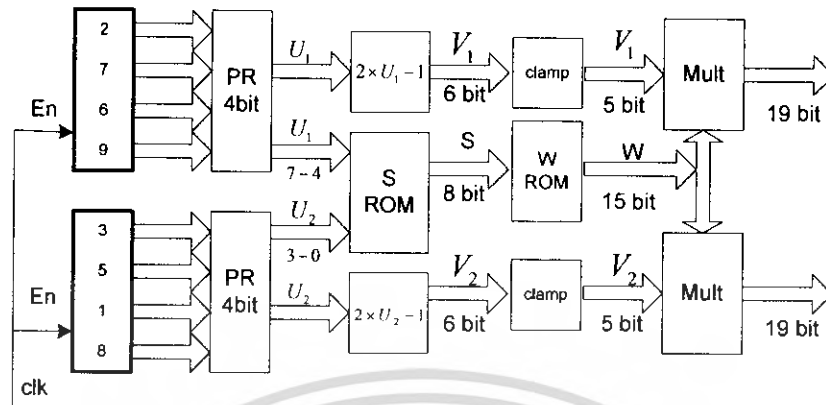 En
2
7
6
9
PR
4bit
U₁
2 × U₁ − 1
V₁
6 bit
clamp
V₁
5 bit
Mult
19 bit
U₁
7 − 4
S
ROM
S
8 bit
W
ROM
W
15 bit
U₂
3 − 0
En
3
5
1
8
PR
4bit
U₂
2 × U₂ − 1
V₂
6 bit
clamp
V₂
5 bit
Mult
19 bit
clk